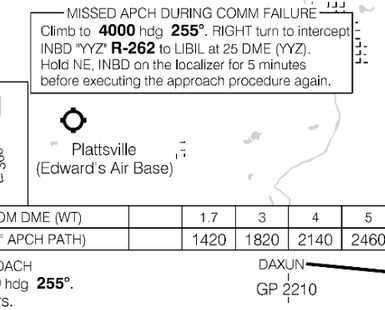 MISSED APCH DURING COMM FAILURE
Climb to 4000 hdg 255°. RIGHT turn to intercept
INBD "YYZ" R-262 to LIBIL at 25 DME (YYZ).
Hold NE, INBD on the localizer for 5 minutes
before executing the approach procedure again.
Plattsville
(Edward's Air Base)
OM DME (WT) 1.7 3 4 5
° APCH PATH) 1420 1820 2140 2460
OACH
hdg 255°.
rs.
DAXUN
GP 2210